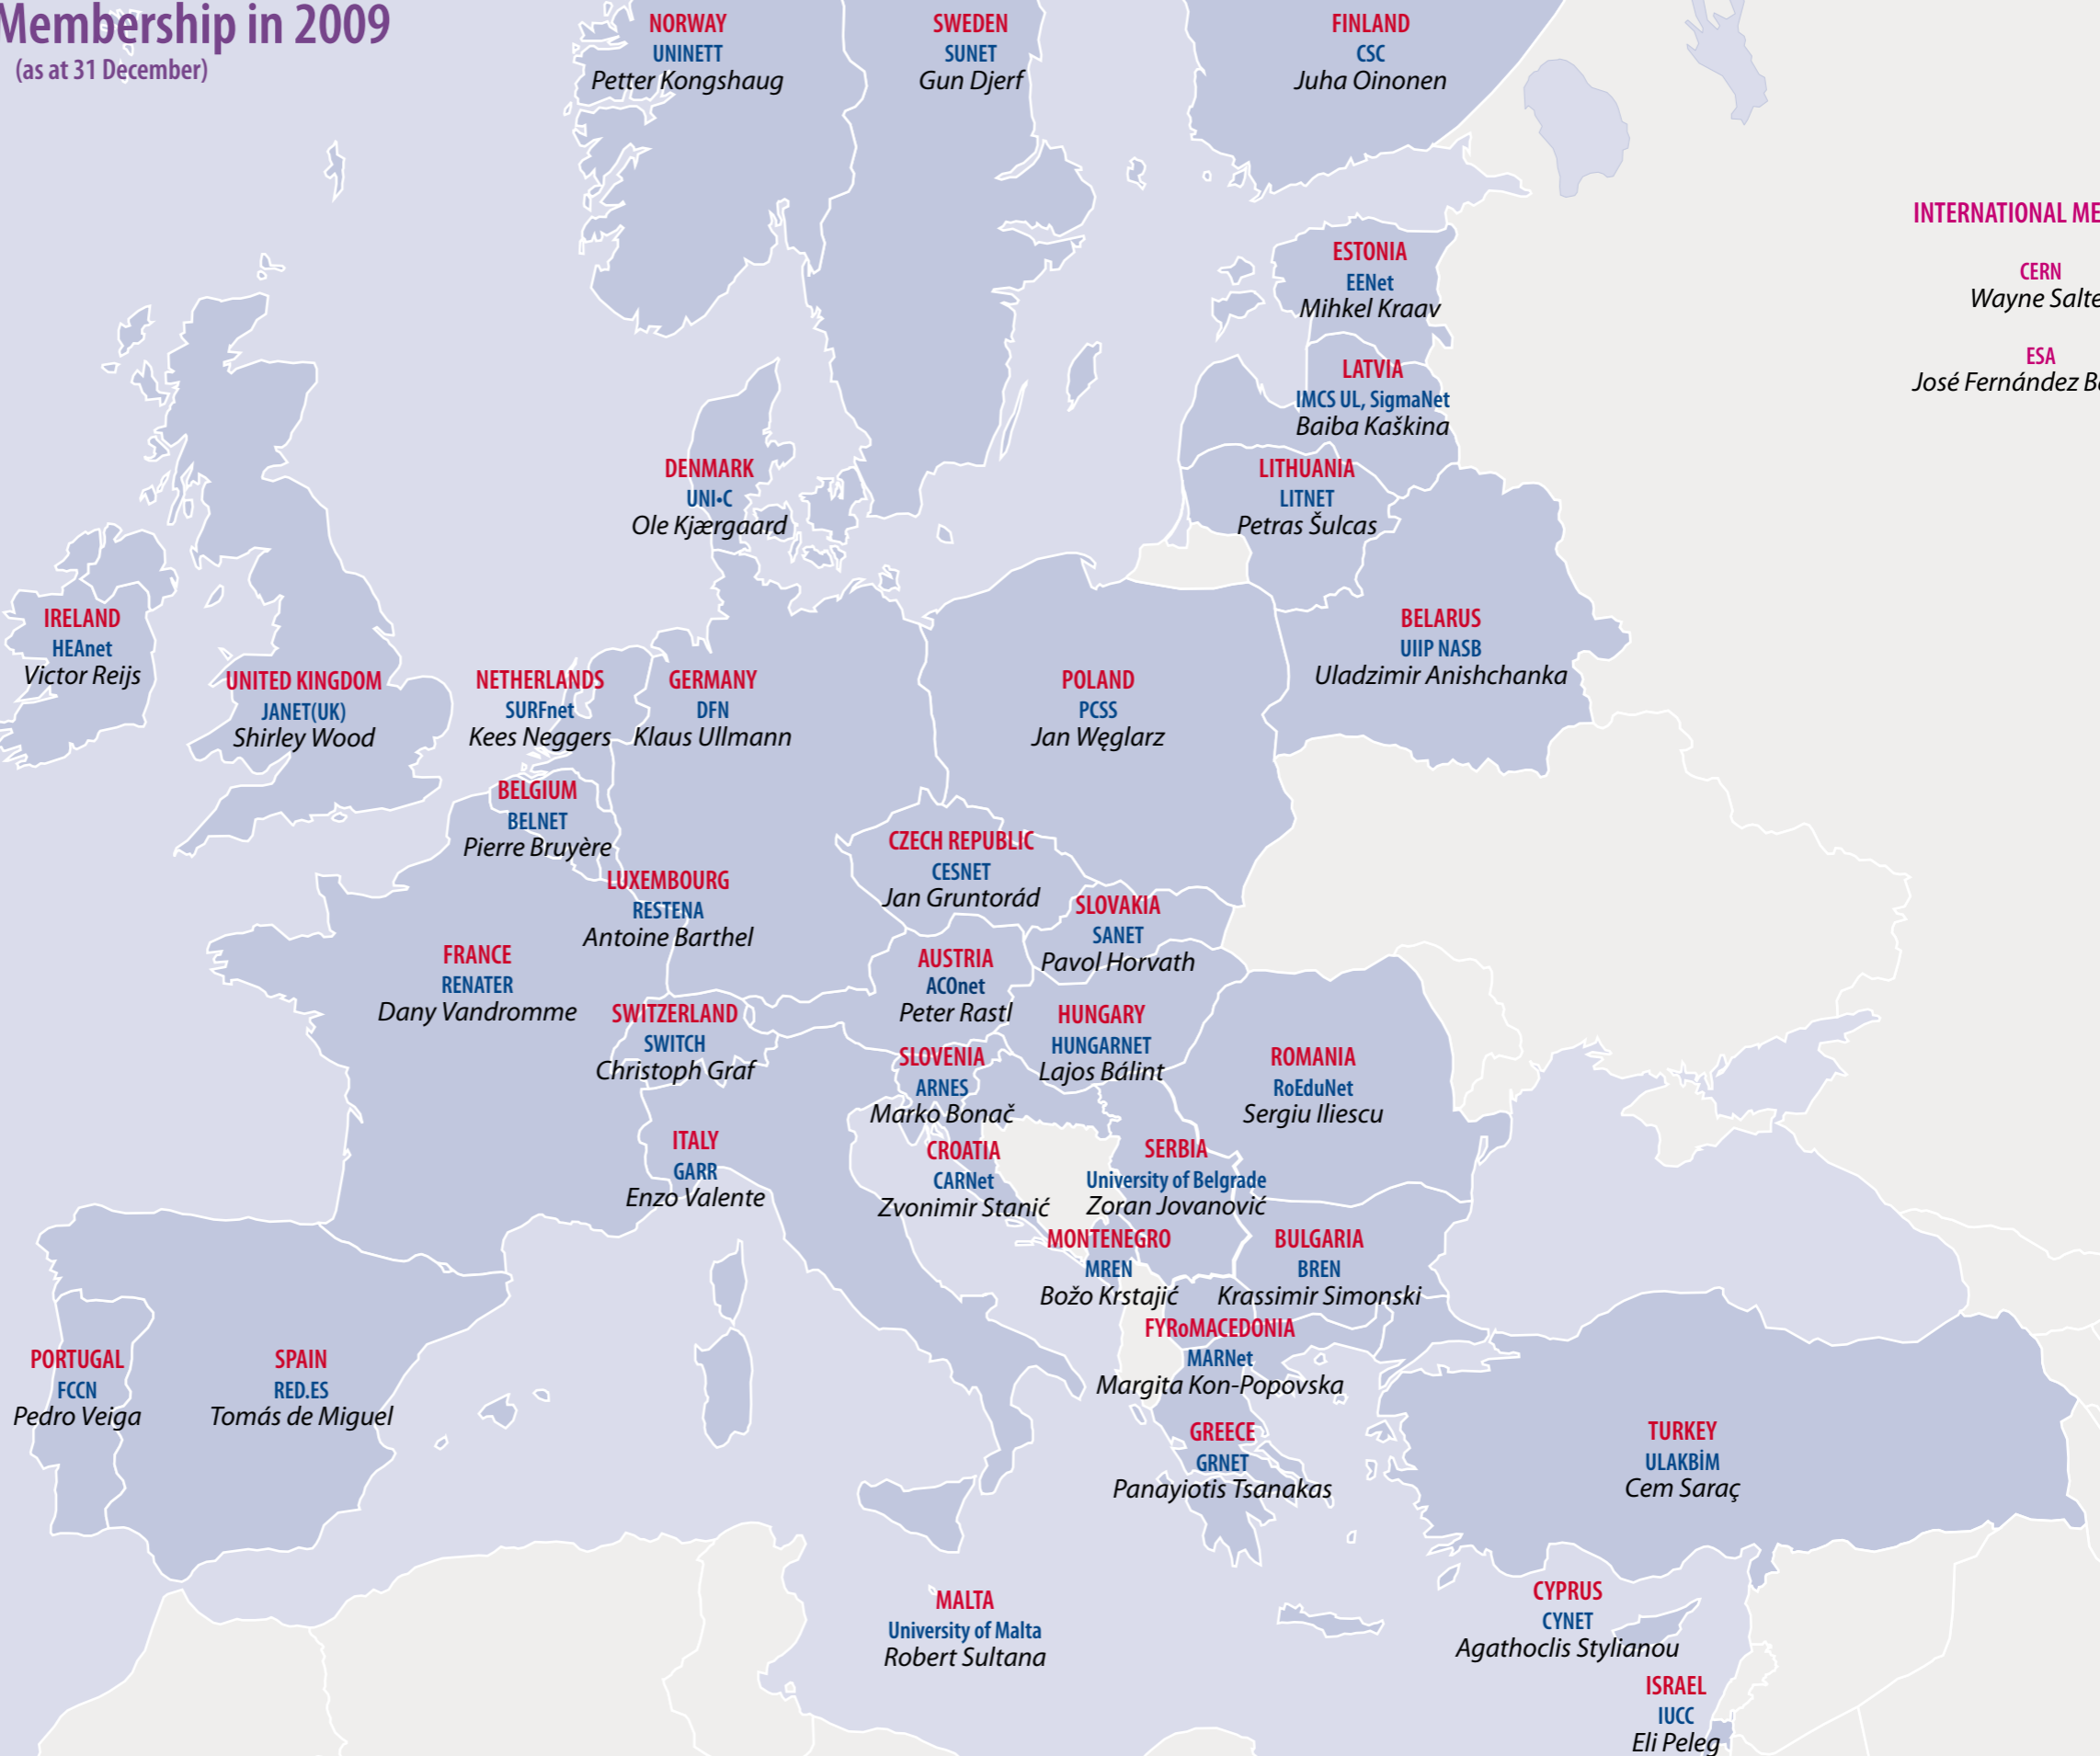 Membership in 2009
(as at 31 December)
NORWAY
UNINETT
Petter Kongshaug
SWEDEN
SUNET
Gun Djerf
FINLAND
CSC
Juha Oinonen
INTERNATIONAL ME
CERN
Wayne Salte
ESA
José Fernández B
ESTONIA
EENet
Mihkel Kraav
LATVIA
IMCS UL, SigmaNet
Baiba Kaškina
DENMARK
UNI•C
Ole Kjærgaard
LITHUANIA
LITNET
Petras Šulcas
IRELAND
HEAnet
Victor Reijs
BELARUS
UIIP NASB
Uladzimir Anishchanka
UNITED KINGDOM
JANET(UK)
Shirley Wood
NETHERLANDS
SURFnet
Kees Neggers
GERMANY
DFN
Klaus Ullmann
POLAND
PCSS
Jan Węglarz
BELGIUM
BELNET
Pierre Bruyère
CZECH REPUBLIC
CESNET
Jan Gruntorád
LUXEMBOURG
RESTENA
Antoine Barthel
SLOVAKIA
SANET
Pavol Horvath
FRANCE
RENATER
Dany Vandromme
AUSTRIA
ACOnet
Peter Rastl
SWITZERLAND
SWITCH
Christoph Graf
HUNGARY
HUNGARNET
Lajos Bálint
SLOVENIA
ARNES
Marko Bonač
ROMANIA
RoEduNet
Sergiu Iliescu
ITALY
GARR
Enzo Valente
CROATIA
CARNet
Zvonimir Stanić
SERBIA
University of Belgrade
Zoran Jovanović
MONTENEGRO
MREN
Božo Krstajić
BULGARIA
BREN
Krassimir Simonski
FYRoMACEDONIA
MARNet
Margita Kon-Popovska
PORTUGAL
FCCN
Pedro Veiga
SPAIN
RED.ES
Tomás de Miguel
GREECE
GRNET
Panayiotis Tsanakas
TURKEY
ULAKBİM
Cem Saraç
MALTA
University of Malta
Robert Sultana
CYPRUS
CYNET
Agathoclis Stylianou
ISRAEL
IUCC
Eli Peleg